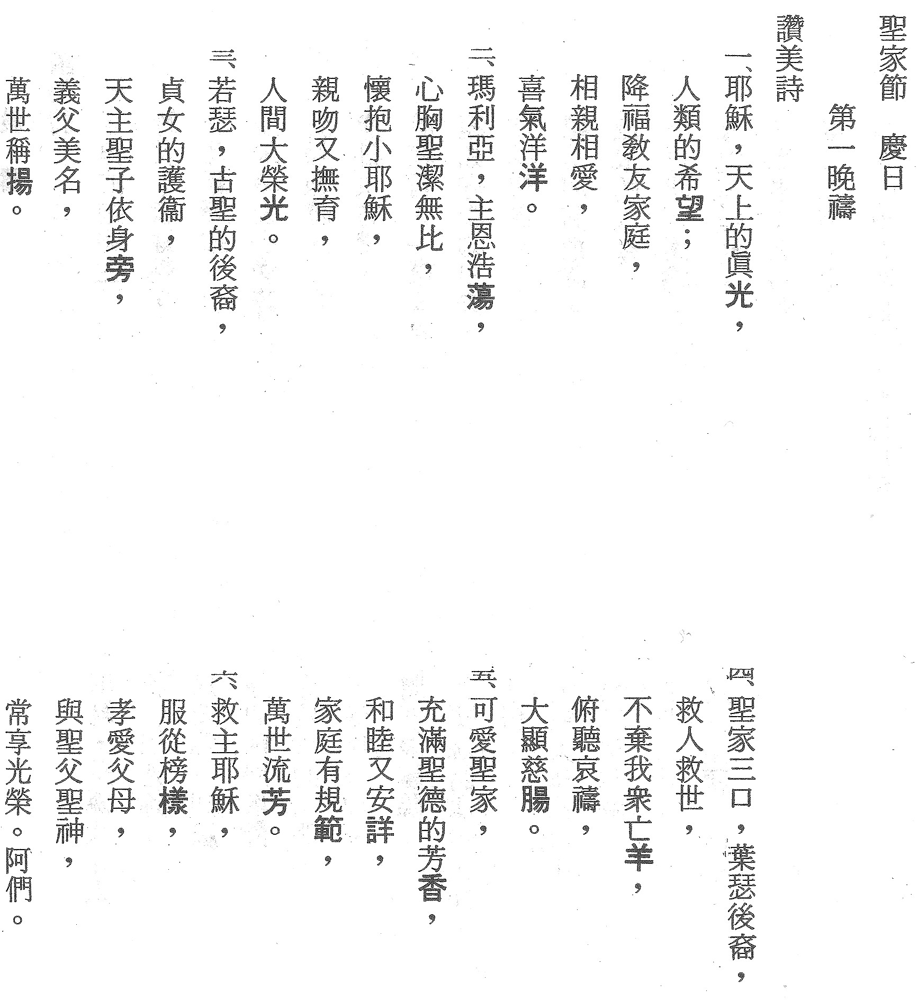 聖家節　慶日
第一晚禱
讚美詩
一、耶穌，天上的眞光，
人類的希望；
降福敎友家庭，
相親相愛，
喜氣洋洋。
二、瑪利亞，主恩浩蕩，
心胸聖潔無比，
懷抱小耶穌，
親吻又撫育，
人間大榮光。
三、若瑟，古聖的後裔，
貞女的護衞，
天主聖子依身旁，
義父美名，
萬世稱揚。
四、聖家三口，葉瑟後裔，
救人救世，
不棄我衆亡羊，
俯聽哀禱，
大顯慈腸。
五、可愛聖家，
充滿聖德的芳香，
和睦又安詳，
家庭有規範，
萬世流芳。
六、救主耶穌，
服從榜樣，
孝愛父母，
與聖父聖神，
常享光榮。阿們。